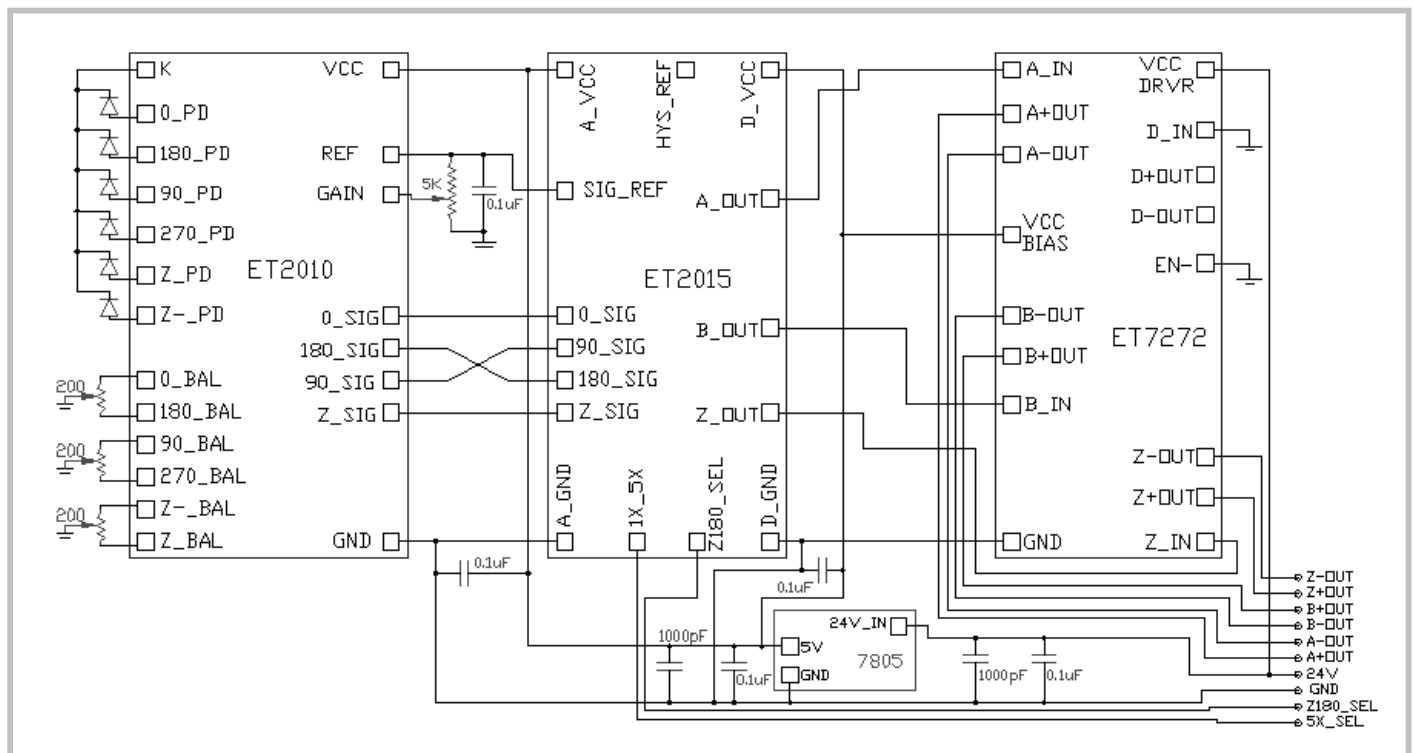 K
0_PD
180_PD
90_PD
270_PD
Z_PD
Z-_PD
0_BAL
180_BAL
90_BAL
270_BAL
Z-_BAL
Z_BAL
200
200
200
ET2010
VCC
REF
GAIN
0_SIG
180_SIG
90_SIG
Z_SIG
GND
5K
0.1uF
A_VCC
HYS_REF
D_VCC
SIG_REF
A_OUT
ET2015
0_SIG
90_SIG
180_SIG
Z_SIG
B_OUT
Z_OUT
A_GND
1X_5X
Z180_SEL
D_GND
0.1uF
0.1uF
1000pF
0.1uF
24V_IN
5V
7805
GND
1000pF
0.1uF
A_IN
A+OUT
A-OUT
VCC
BIAS
B-OUT
B+OUT
B_IN
GND
VCC
DRVR
D_IN
D+OUT
D-OUT
EN-
ET7272
Z-OUT
Z+OUT
Z_IN
Z-OUT
Z+OUT
B+OUT
B-OUT
A-OUT
A+OUT
24V
GND
Z180_SEL
5X_SEL